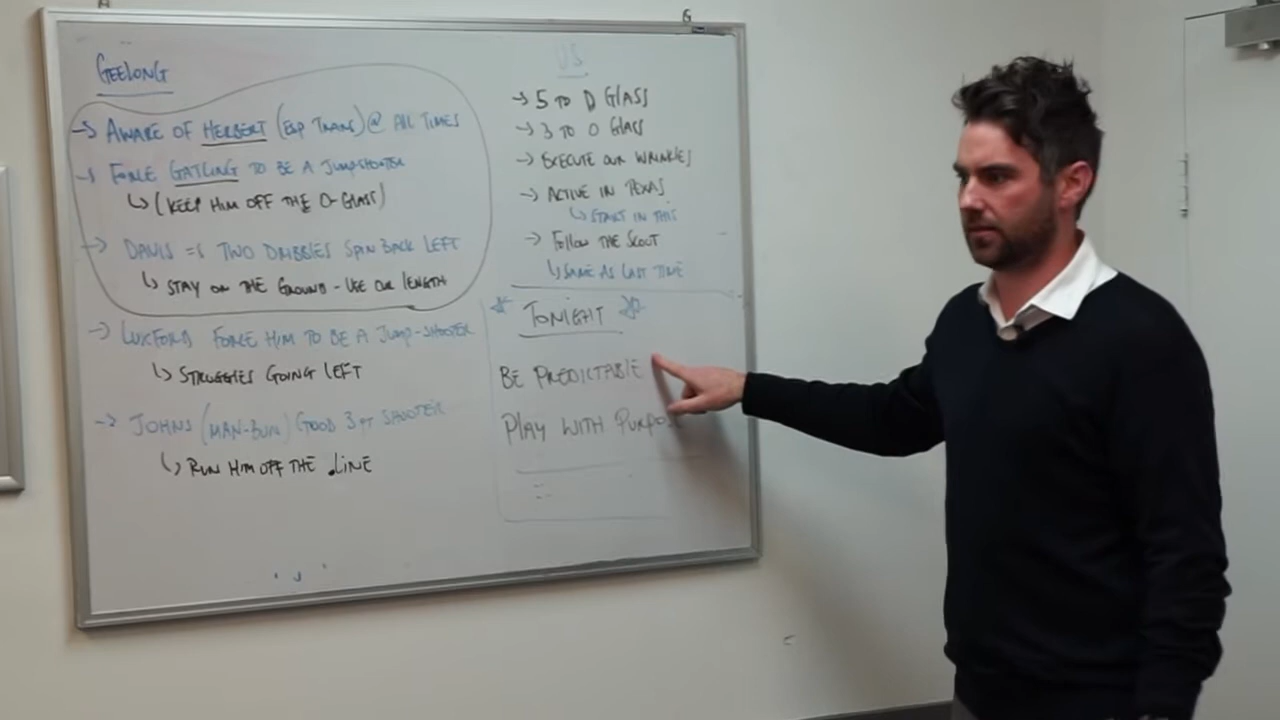 GEELONG
→ AWARE OF HERBERT (ESP TRANS) @ ALL TIMES
→ FORCE GATLING TO BE A JUMPSHOOTER
↳ (KEEP HIM OFF THE O-GLASS)
→ DAVIS =S TWO DRIBBLES SPIN BACK LEFT
↳ STAY ON THE GROUND - USE OUR LENGTH
→ LUXFORD FORCE HIM TO BE A JUMP-SHOOTER
↳ STRUGGLES GOING LEFT
→ JOHNS (MAN-BUN) GOOD 3PT SHOOTER
↳ RUN HIM OFF THE LINE
US
→ 5 TO D GLASS
→ 3 TO O GLASS
→ EXECUTE OUR WRINKLES
→ ACTIVE IN TEXAS
↳ START IN THIS
→ FOLLOW THE SCOUT
↳ SAME AS LAST TIME
TONIGHT
BE PREDICTABLE
PLAY WITH PURPOSE